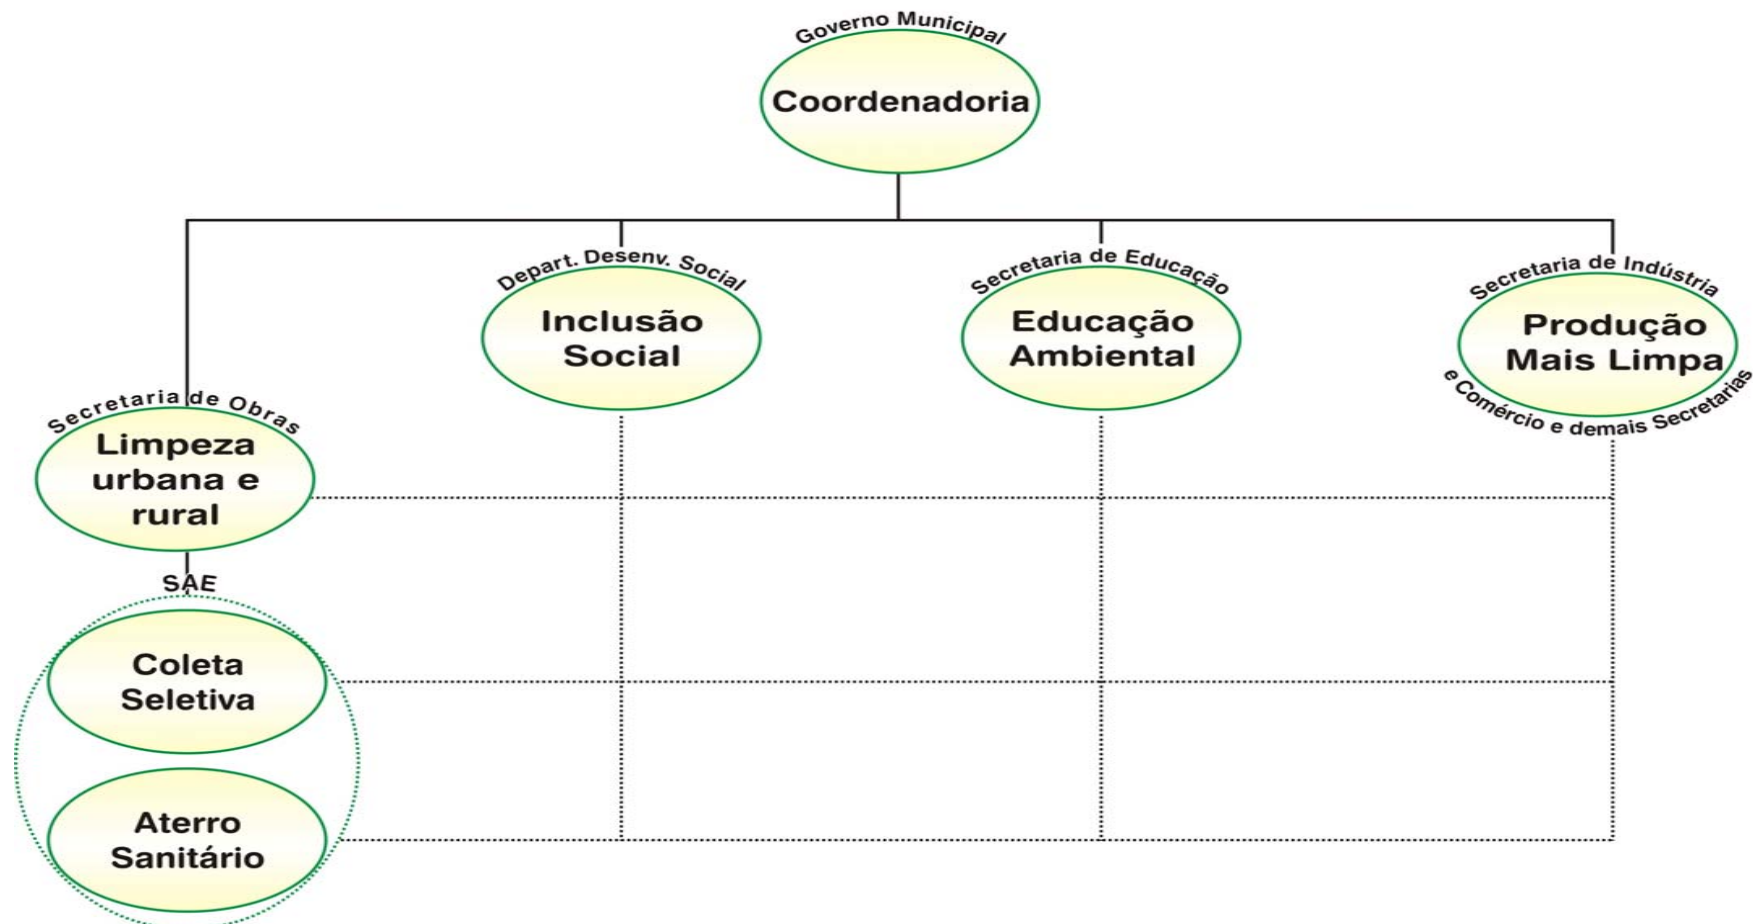 Governo Municipal
Coordenadoria
Depart. Desenv. Social
Inclusão
Social
Secretaria de Educação
Educação
Ambiental
Secretaria de Indústria
Produção
Mais Limpa
e Comércio e demais Secretarias
Secretaria de Obras
Limpeza
urbana e
rural
SAE
Coleta
Seletiva
Aterro
Sanitário